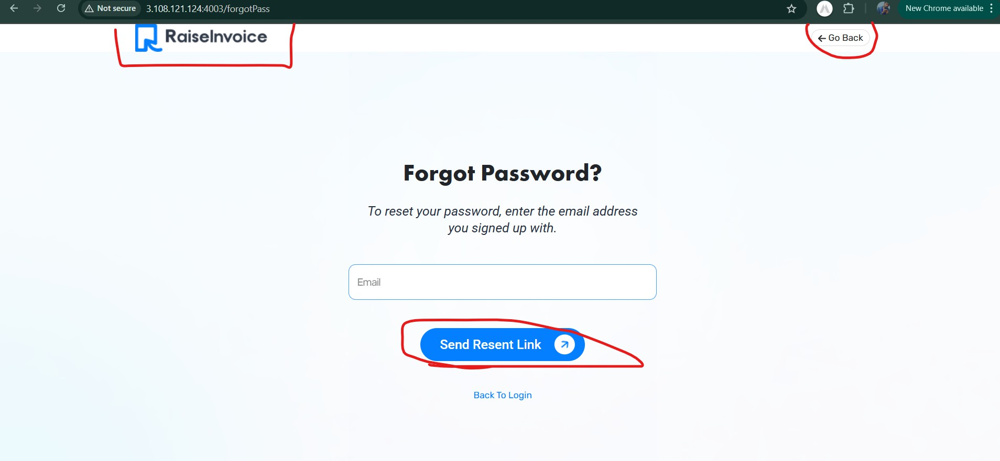 Not secure 3.108.121.124:4003/forgotPass New Chrome available
RaiseInvoice Go Back
Forgot Password?
To reset your password, enter the email address
you signed up with.
Email
Send Resent Link
Back To Login